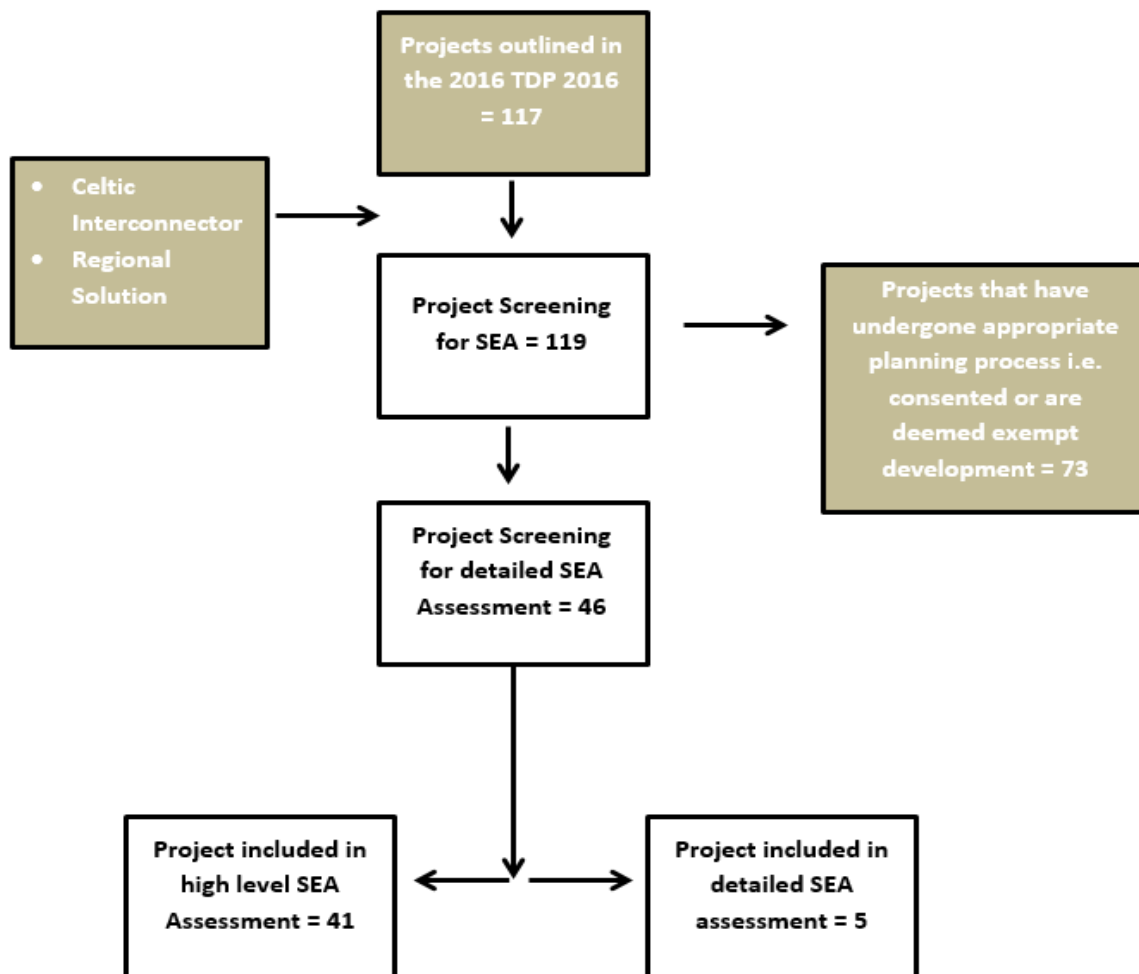 Projects outlined in
the 2016 TDP 2016
= 117
• Celtic
Interconnector
• Regional
Solution
Project Screening
for SEA = 119
Projects that have
undergone appropriate
planning process i.e.
consented or are
deemed exempt
development = 73
Project Screening
for detailed SEA
Assessment = 46
Project included in
high level SEA
Assessment = 41
Project included in
detailed SEA
assessment = 5